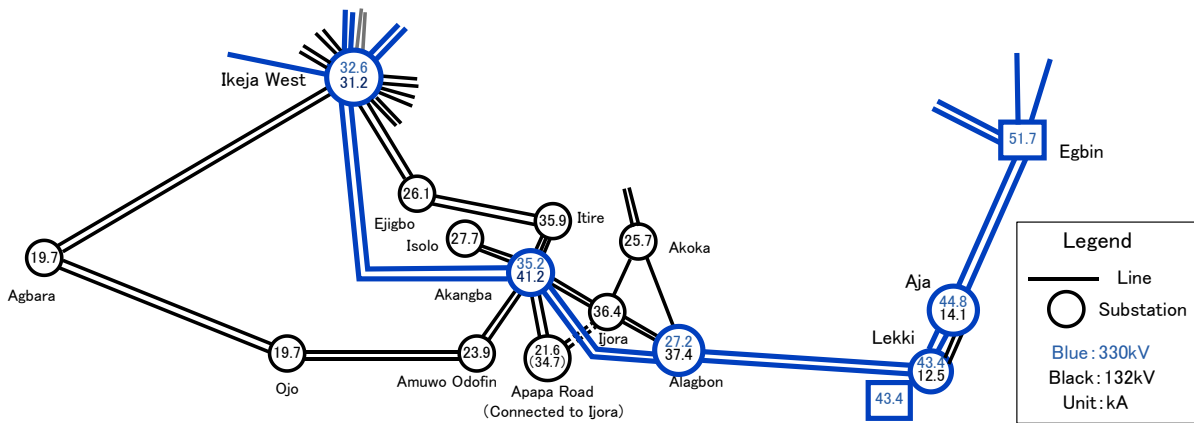 32.6
31.2
Ikeja West
51.7
Egbin
26.1
Ejigbo
35.9
Itire
27.7
Isolo
25.7
Akoka
19.7
Agbara
35.2
41.2
Akangba
36.4
Ijora
44.8
14.1
Aja
19.7
Ojo
23.9
Amuwo Odofin
21.6
(34.7)
Apapa Road
(Connected to Ijora)
27.2
37.4
Alagbon
Lekki
43.4
12.5
43.4
Legend
Line
Substation
Blue: 330kV
Black: 132kV
Unit: kA